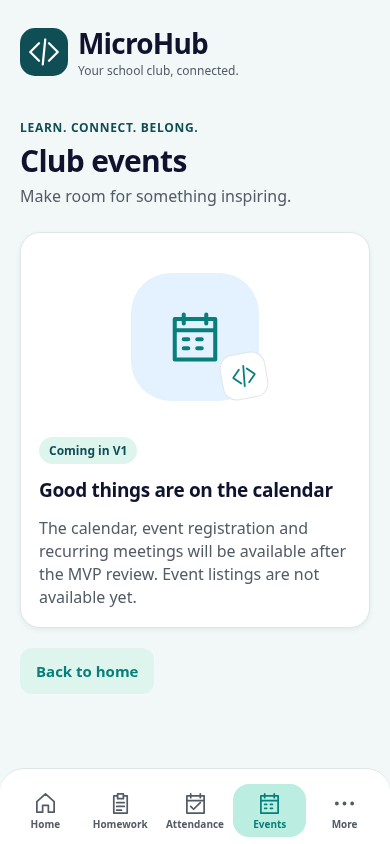 MicroHub
Your school club, connected.
LEARN. CONNECT. BELONG.
Club events
Make room for something inspiring.
Coming in V1
Good things are on the calendar
The calendar, event registration and
recurring meetings will be available after
the MVP review. Event listings are not
available yet.
Back to home
Home
Homework
Attendance
Events
More